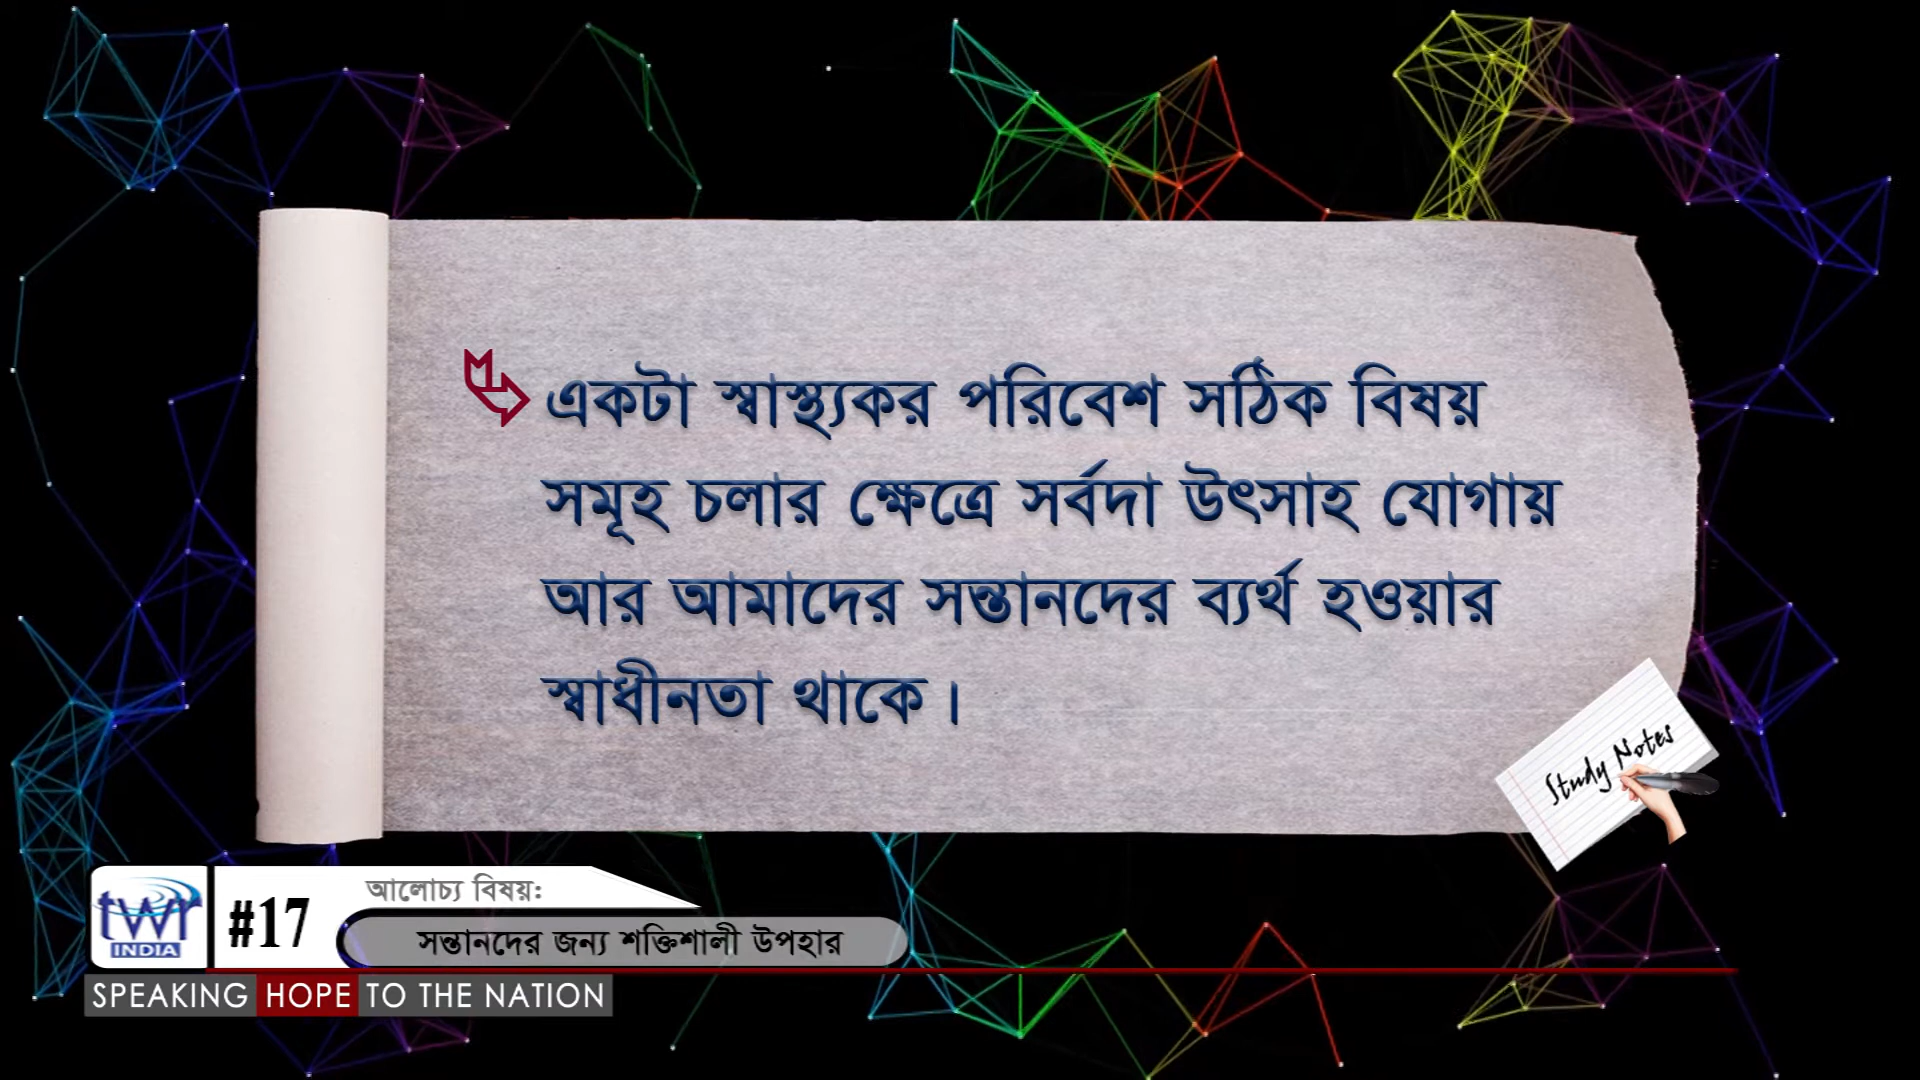 একটা স্বাস্থ্যকর পরিবেশ সঠিক বিষয়
সমূহ চলার ক্ষেত্রে সর্বদা উৎসাহ যোগায়
আর আমাদের সন্তানদের ব্যর্থ হওয়ার
স্বাধীনতা থাকে।
Study Notes
twr
INDIA
#17
আলোচ্য বিষয়:
সন্তানদের জন্য শক্তিশালী উপহার
SPEAKING HOPE TO THE NATION